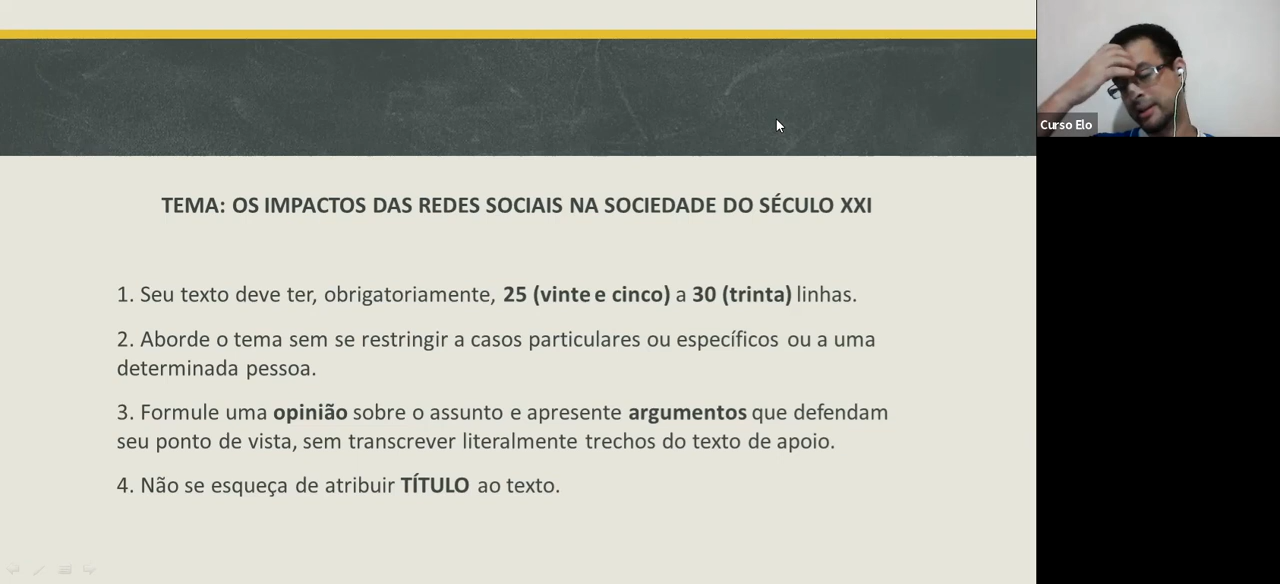 TEMA: OS IMPACTOS DAS REDES SOCIAIS NA SOCIEDADE DO SÉCULO XXI
1. Seu texto deve ter, obrigatoriamente, 25 (vinte e cinco) a 30 (trinta) linhas.
2. Aborde o tema sem se restringir a casos particulares ou específicos ou a uma
determinada pessoa.
3. Formule uma opinião sobre o assunto e apresente argumentos que defendam
seu ponto de vista, sem transcrever literalmente trechos do texto de apoio.
4. Não se esqueça de atribuir TÍTULO ao texto.
Curso Elo